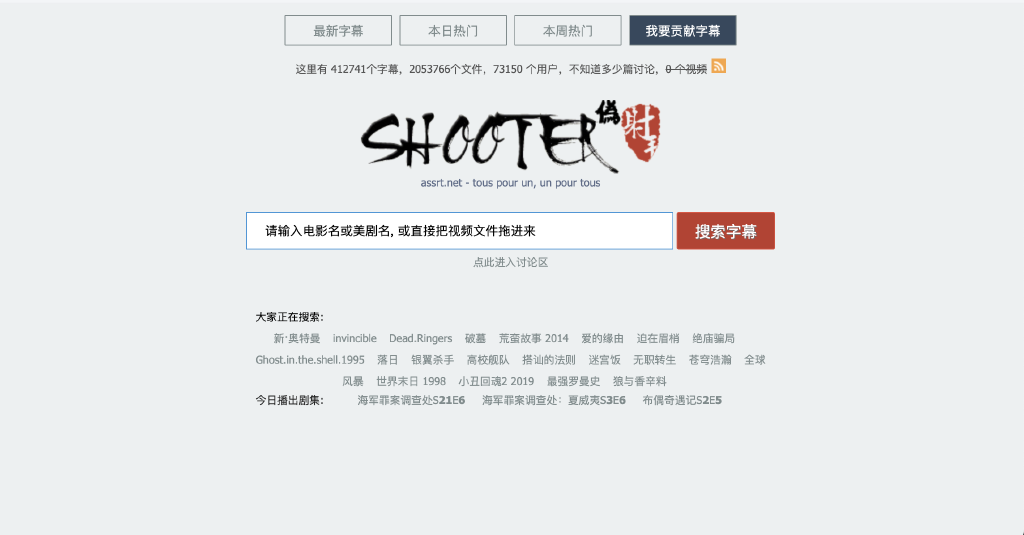 最新字幕 本日热门 本周热门 我要贡献字幕
这里有 412741个字幕，2053766个文件，73150 个用户，不知道多少篇讨论，0 个视频
SHOOTER 偽 射手
assrt.net - tous pour un, un pour tous
请输入电影名或美剧名, 或直接把视频文件拖进来 搜索字幕
点此进入讨论区
大家正在搜索:
新·奥特曼 invincible Dead.Ringers 破墓 荒蛮故事 2014 爱的缘由 迫在眉梢 绝庙骗局
Ghost.in.the.shell.1995 落日 银翼杀手 高校舰队 搭讪的法则 迷宫饭 无职转生 苍穹浩瀚 全球
风暴 世界末日 1998 小丑回魂2 2019 最强罗曼史 狼与香辛料
今日播出剧集: 海军罪案调查处S21E6 海军罪案调查处：夏威夷S3E6 布偶奇遇记S2E5